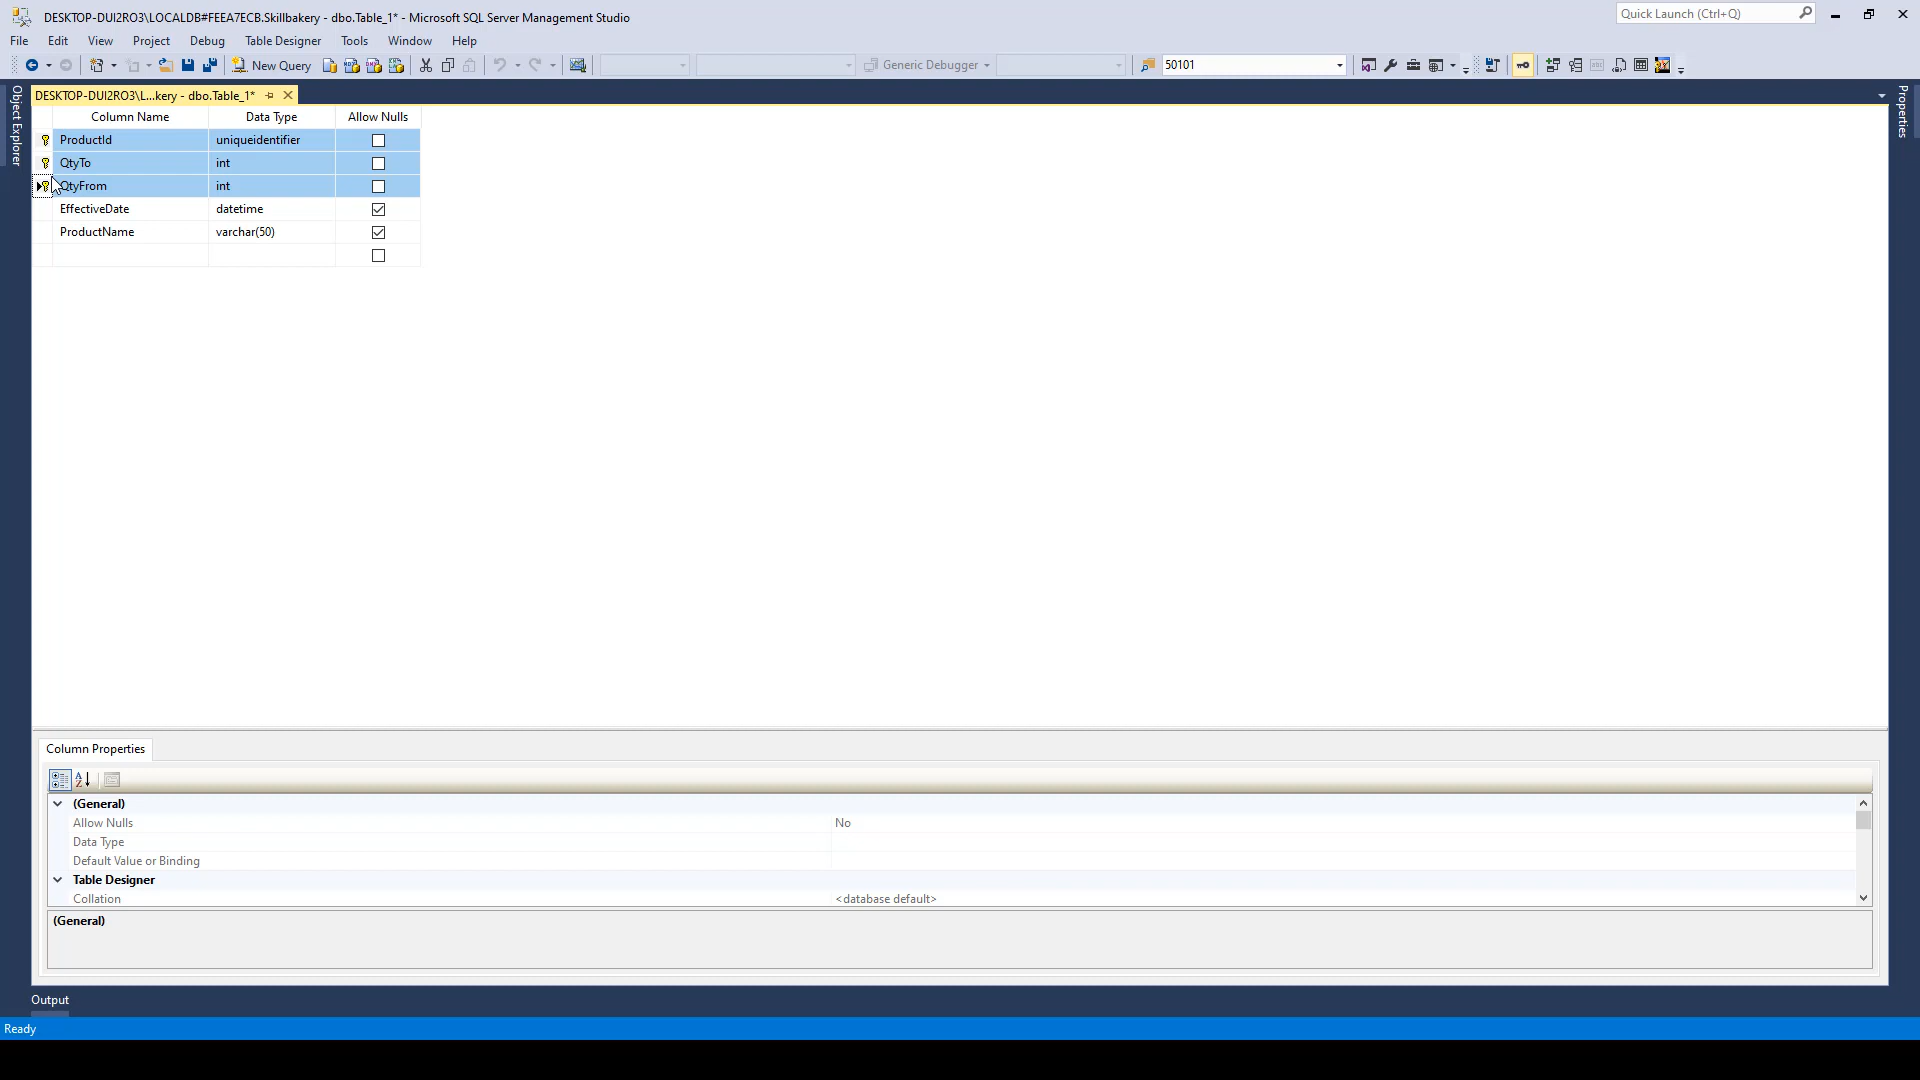 DESKTOP-DUI2RO3\LOCALDB#FEEA7ECB.Skillbakery - dbo.Table_1* - Microsoft SQL Server Management Studio
Quick Launch (Ctrl+Q)
File Edit View Project Debug Table Designer Tools Window Help
New Query Generic Debugger 50101
Object Explorer
DESKTOP-DUI2RO3\L...kery - dbo.Table_1*
Properties
Column Name Data Type Allow Nulls
ProductId uniqueidentifier
QtyTo int
QtyFrom int
EffectiveDate datetime
ProductName varchar(50)
Column Properties
(General)
Allow Nulls No
Data Type
Default Value or Binding
Table Designer
Collation <database default>
(General)
Output
Ready